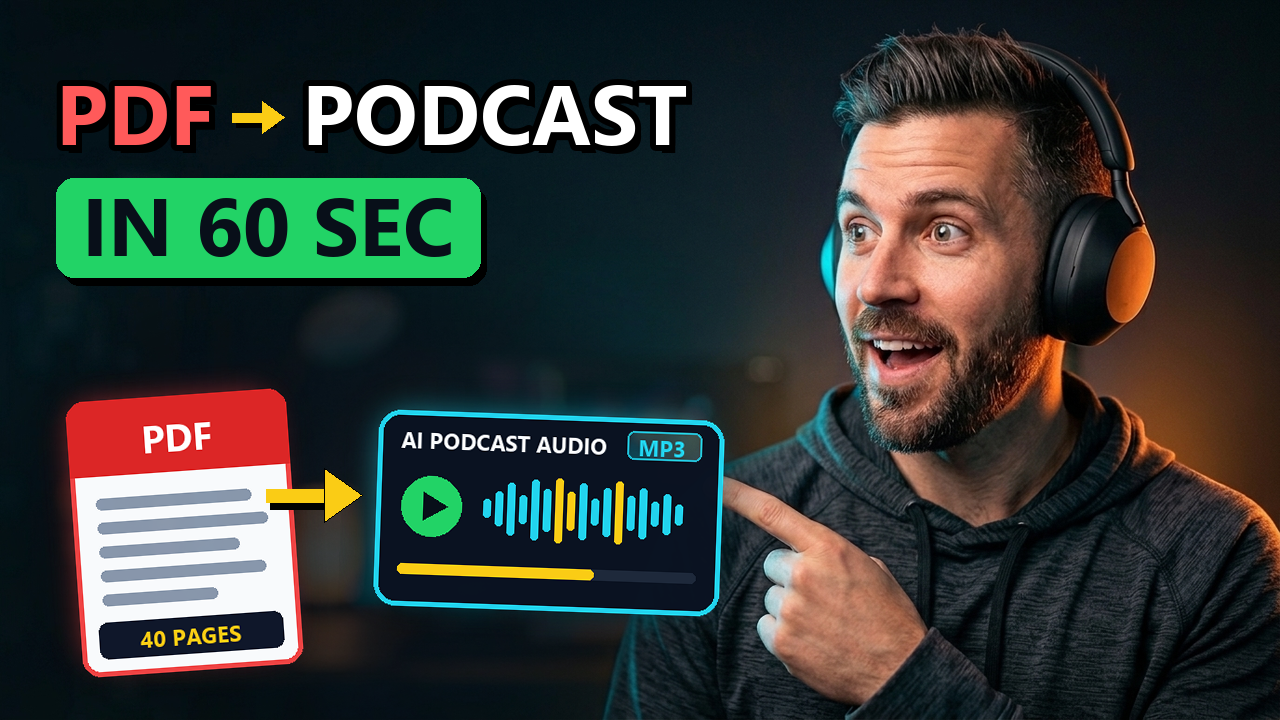 PDF → PODCAST
IN 60 SEC
PDF
40 PAGES
AI PODCAST AUDIO
MP3